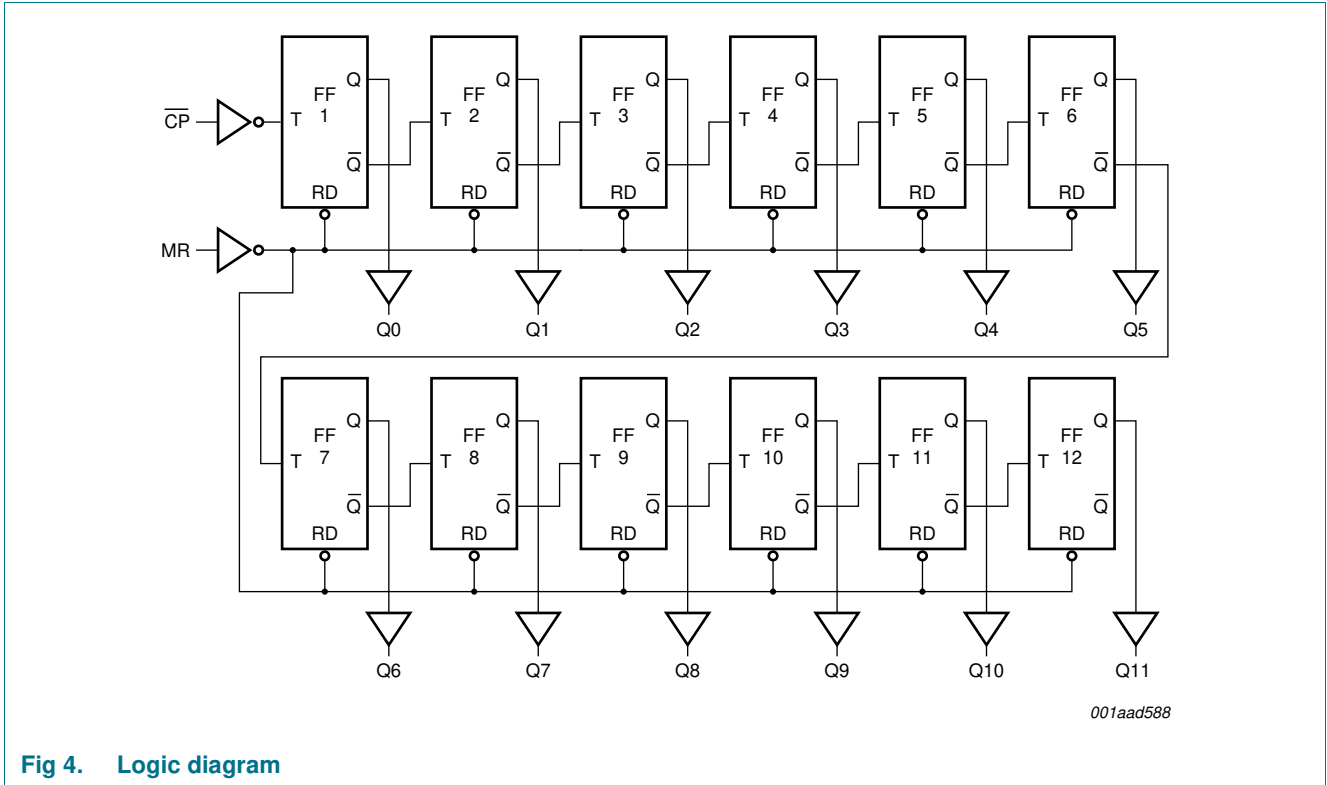 Q Q Q Q Q Q
FF FF FF FF FF FF
C̅P̅ T 1 T 2 T 3 T 4 T 5 T 6
Q̅ Q̅ Q̅ Q̅ Q̅ Q̅
RD RD RD RD RD RD
MR
Q0 Q1 Q2 Q3 Q4 Q5
Q Q Q Q Q Q
FF FF FF FF FF FF
T 7 T 8 T 9 T 10 T 11 T 12
Q̅ Q̅ Q̅ Q̅ Q̅ Q̅
RD RD RD RD RD RD
Q6 Q7 Q8 Q9 Q10 Q11
001aad588
Fig 4. Logic diagram